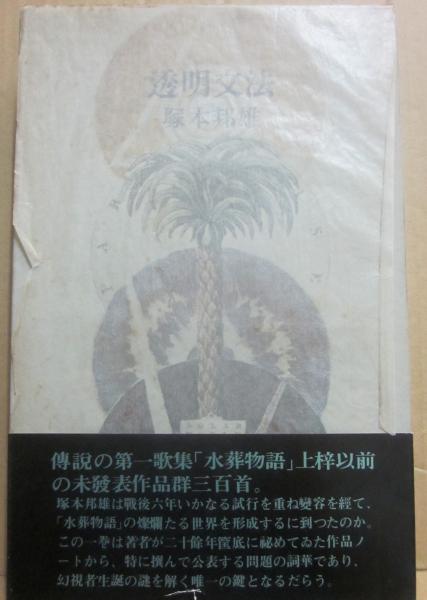 透明文法
塚本邦雄
傳說の第一歌集「水葬物語」上梓以前
の未發表作品群三百首。
塚本邦雄は戰後六年いかなる試行を重ね變容を經て、
「水葬物語」の燦爛たる世界を形成するに到つたのか。
この一卷は著者が二十餘年筐底に祕めてゐた作品ノ
ートから、特に撰んで公表する問題の詞華であり、
幻視者生誕の謎を解く唯一の鍵となるだらう。